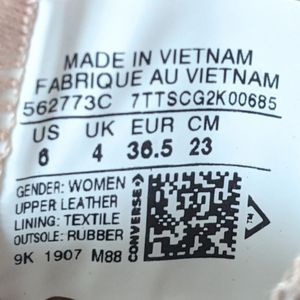 MADE IN VIETNAM
FABRIQUE AU VIETNAM
562773C 7TTSCG2K00685
US UK EUR CM
6 4 36.5 23
GENDER: WOMEN
UPPER LEATHER
LINING: TEXTILE
OUTSOLE: RUBBER
9K 1907 M88
CONVERSE